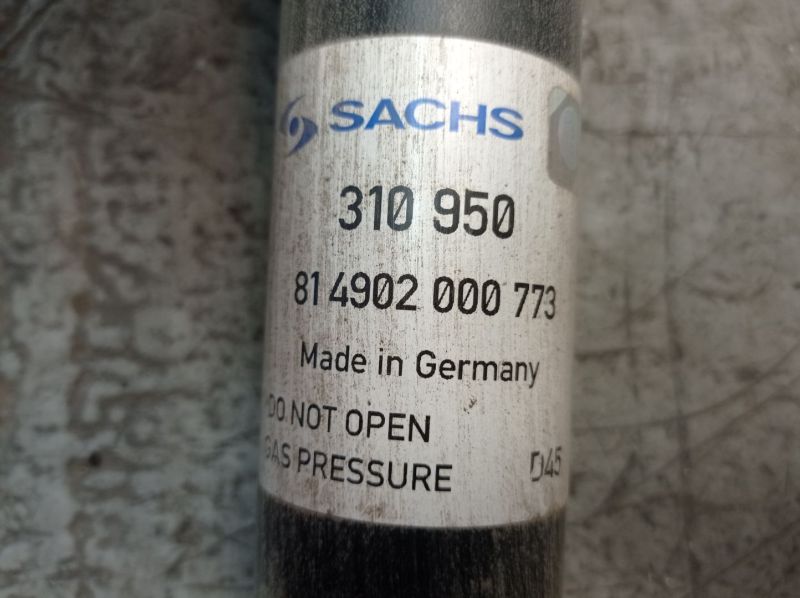 SACHS
310 950
81 4902 000 773
Made in Germany
DO NOT OPEN
GAS PRESSURE D45